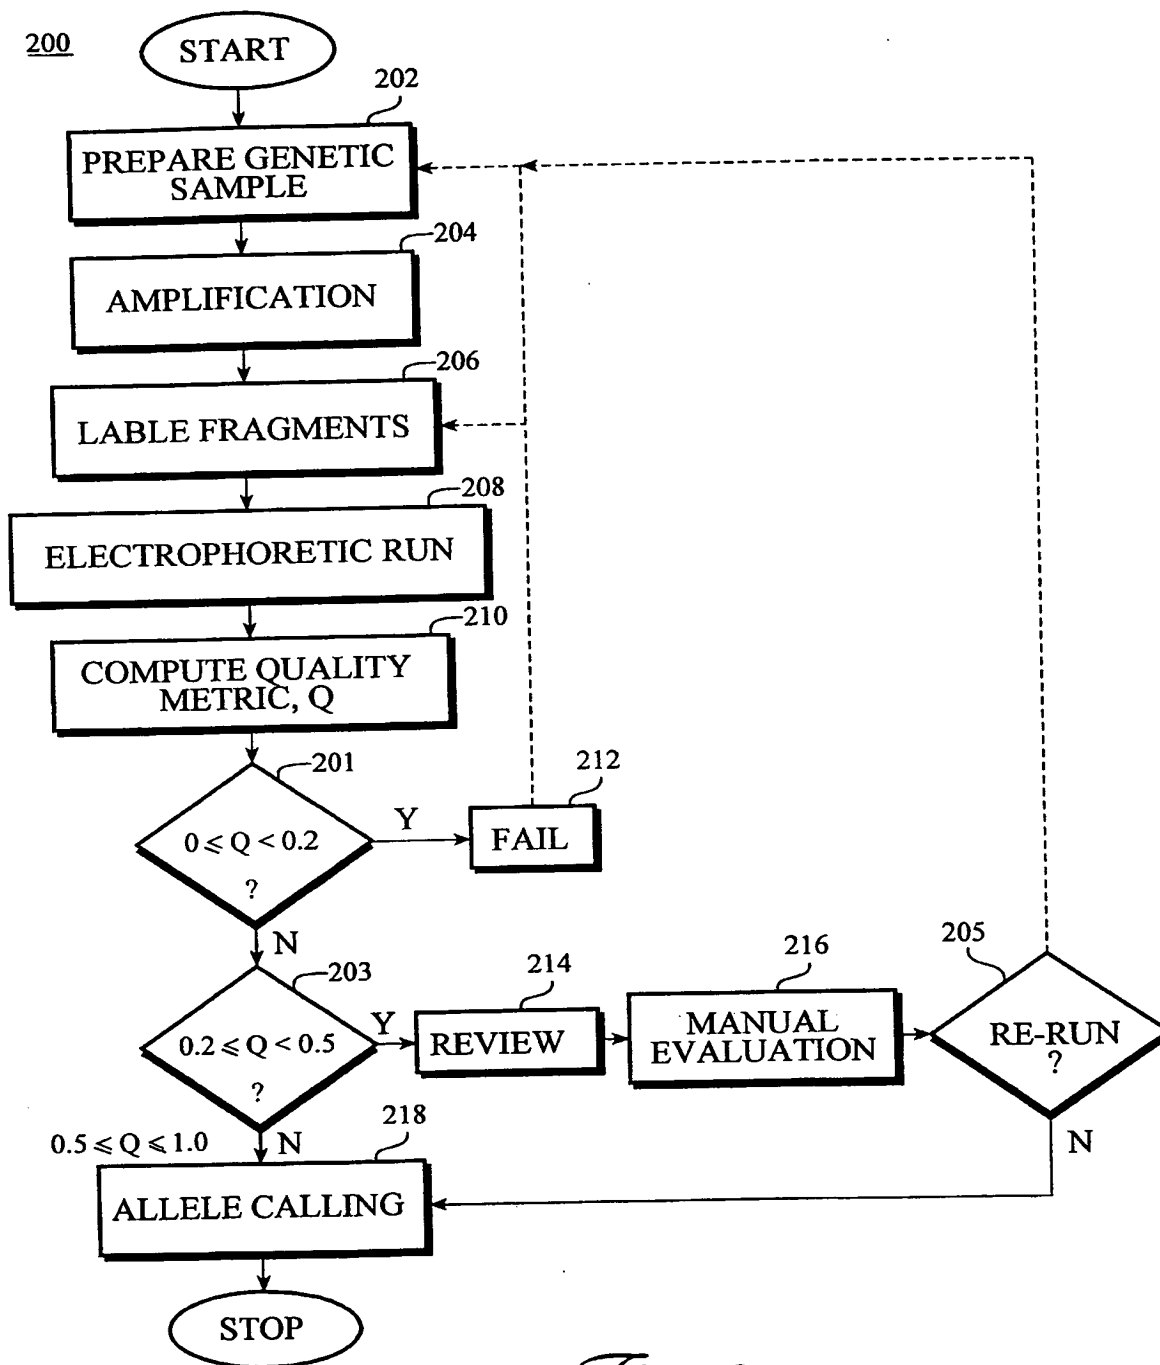 200
START
202
PREPARE GENETIC
SAMPLE
204
AMPLIFICATION
206
LABLE FRAGMENTS
208
ELECTROPHORETIC RUN
210
COMPUTE QUALITY
METRIC, Q
201
0 ⩽ Q < 0.2
?
Y
212
FAIL
N
203
0.2 ⩽ Q < 0.5
?
Y
214
REVIEW
216
MANUAL
EVALUATION
205
RE-RUN
?
N
0.5 ⩽ Q ⩽ 1.0
N
218
ALLELE CALLING
STOP